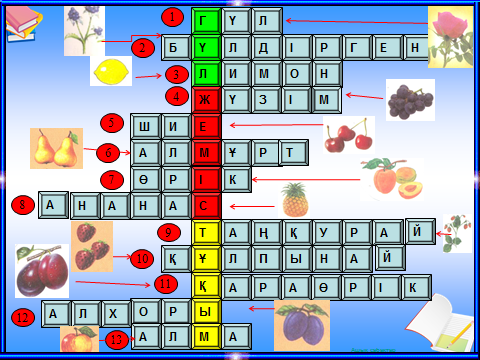 1 ГҮЛ
2 БҮЛДІРГЕН
3 ЛИМОН
4 ЖҮЗІМ
5 ШИЕ
6 АЛМҰРТ
7 ӨРІК
8 АНАНАС
9 ТАҢҚУРАЙ
10 ҚҰЛПЫНАЙ
11 ҚАРАӨРІК
12 АЛХОРЫ
13 АЛМА